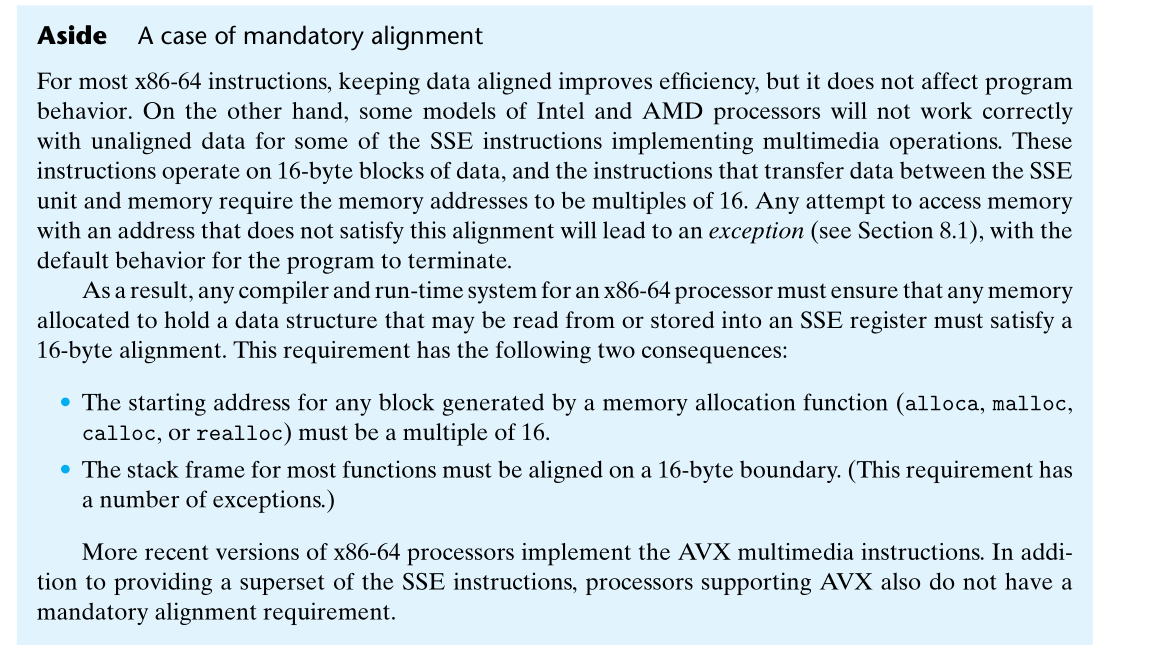 Aside A case of mandatory alignment
For most x86-64 instructions, keeping data aligned improves efficiency, but it does not affect program
behavior. On the other hand, some models of Intel and AMD processors will not work correctly
with unaligned data for some of the SSE instructions implementing multimedia operations. These
instructions operate on 16-byte blocks of data, and the instructions that transfer data between the SSE
unit and memory require the memory addresses to be multiples of 16. Any attempt to access memory
with an address that does not satisfy this alignment will lead to an exception (see Section 8.1), with the
default behavior for the program to terminate.
As a result, any compiler and run-time system for an x86-64 processor must ensure that any memory
allocated to hold a data structure that may be read from or stored into an SSE register must satisfy a
16-byte alignment. This requirement has the following two consequences:
• The starting address for any block generated by a memory allocation function (alloca, malloc,
calloc, or realloc) must be a multiple of 16.
• The stack frame for most functions must be aligned on a 16-byte boundary. (This requirement has
a number of exceptions.)
More recent versions of x86-64 processors implement the AVX multimedia instructions. In addi-
tion to providing a superset of the SSE instructions, processors supporting AVX also do not have a
mandatory alignment requirement.